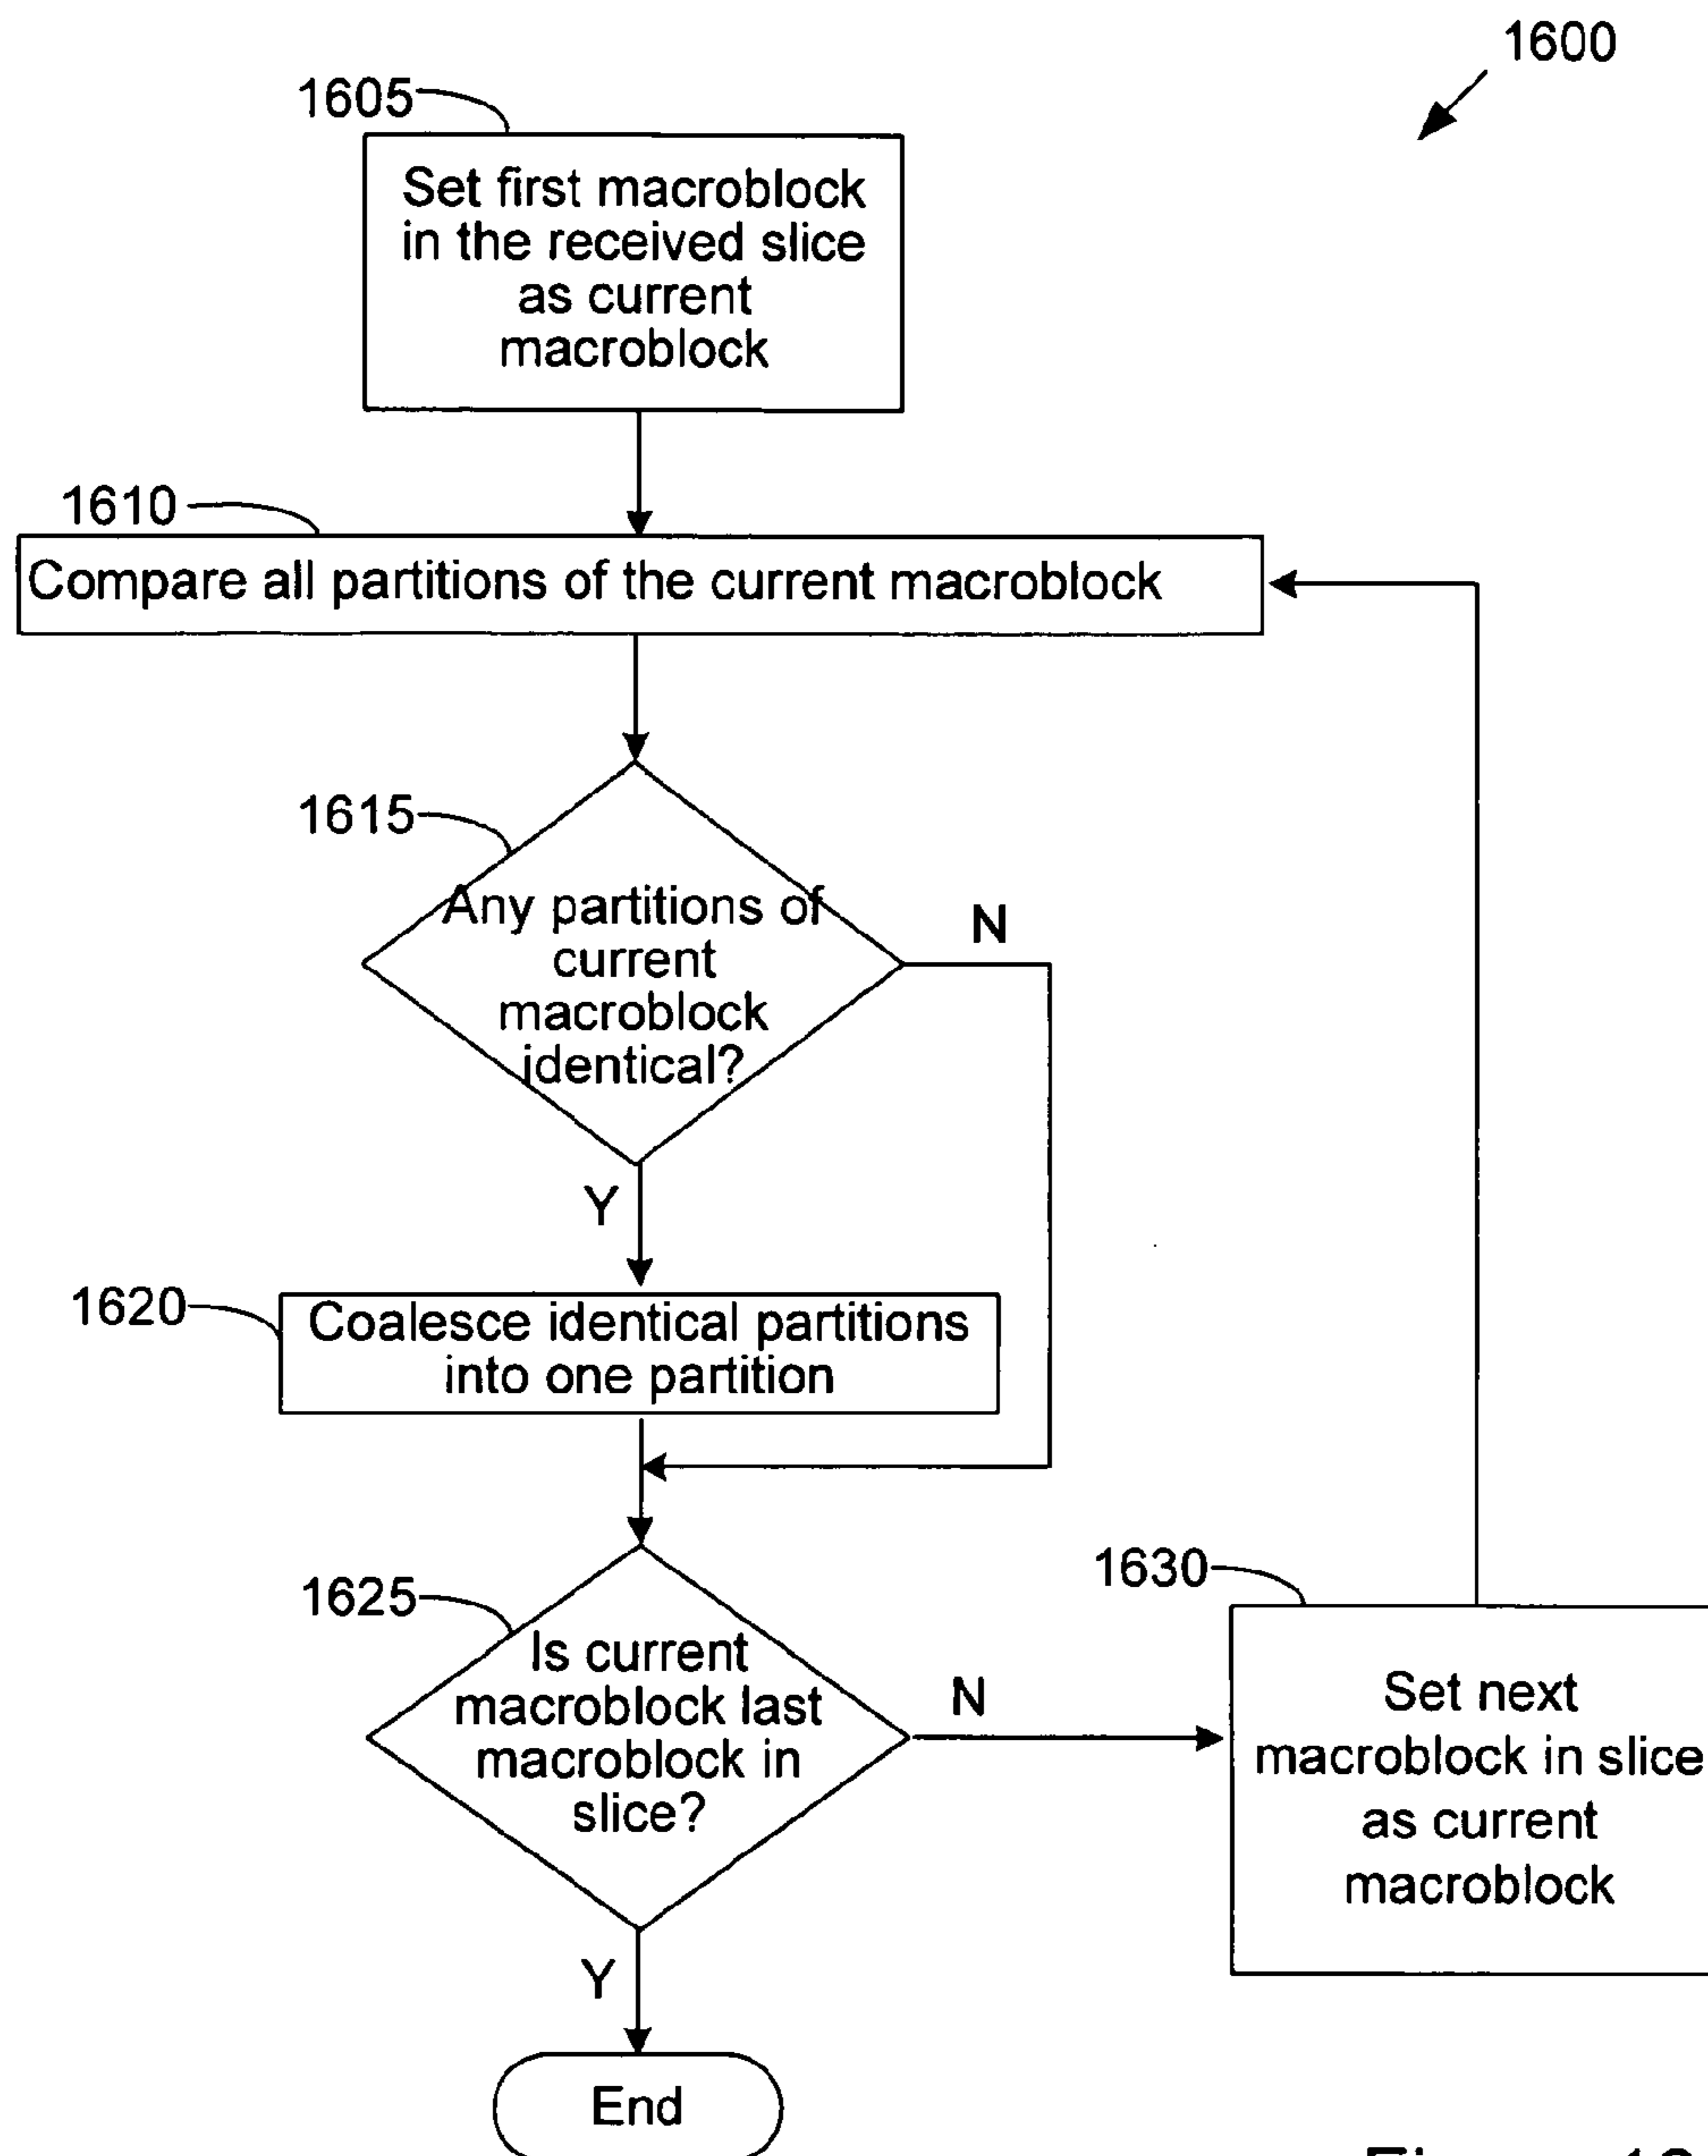 1600
1605
Set first macroblock
in the received slice
as current
macroblock
1610
Compare all partitions of the current macroblock
1615
Any partitions of
current
macroblock
identical?
N
Y
1620
Coalesce identical partitions
into one partition
1625
Is current
macroblock last
macroblock in
slice?
N
1630
Set next
macroblock in slice
as current
macroblock
Y
End